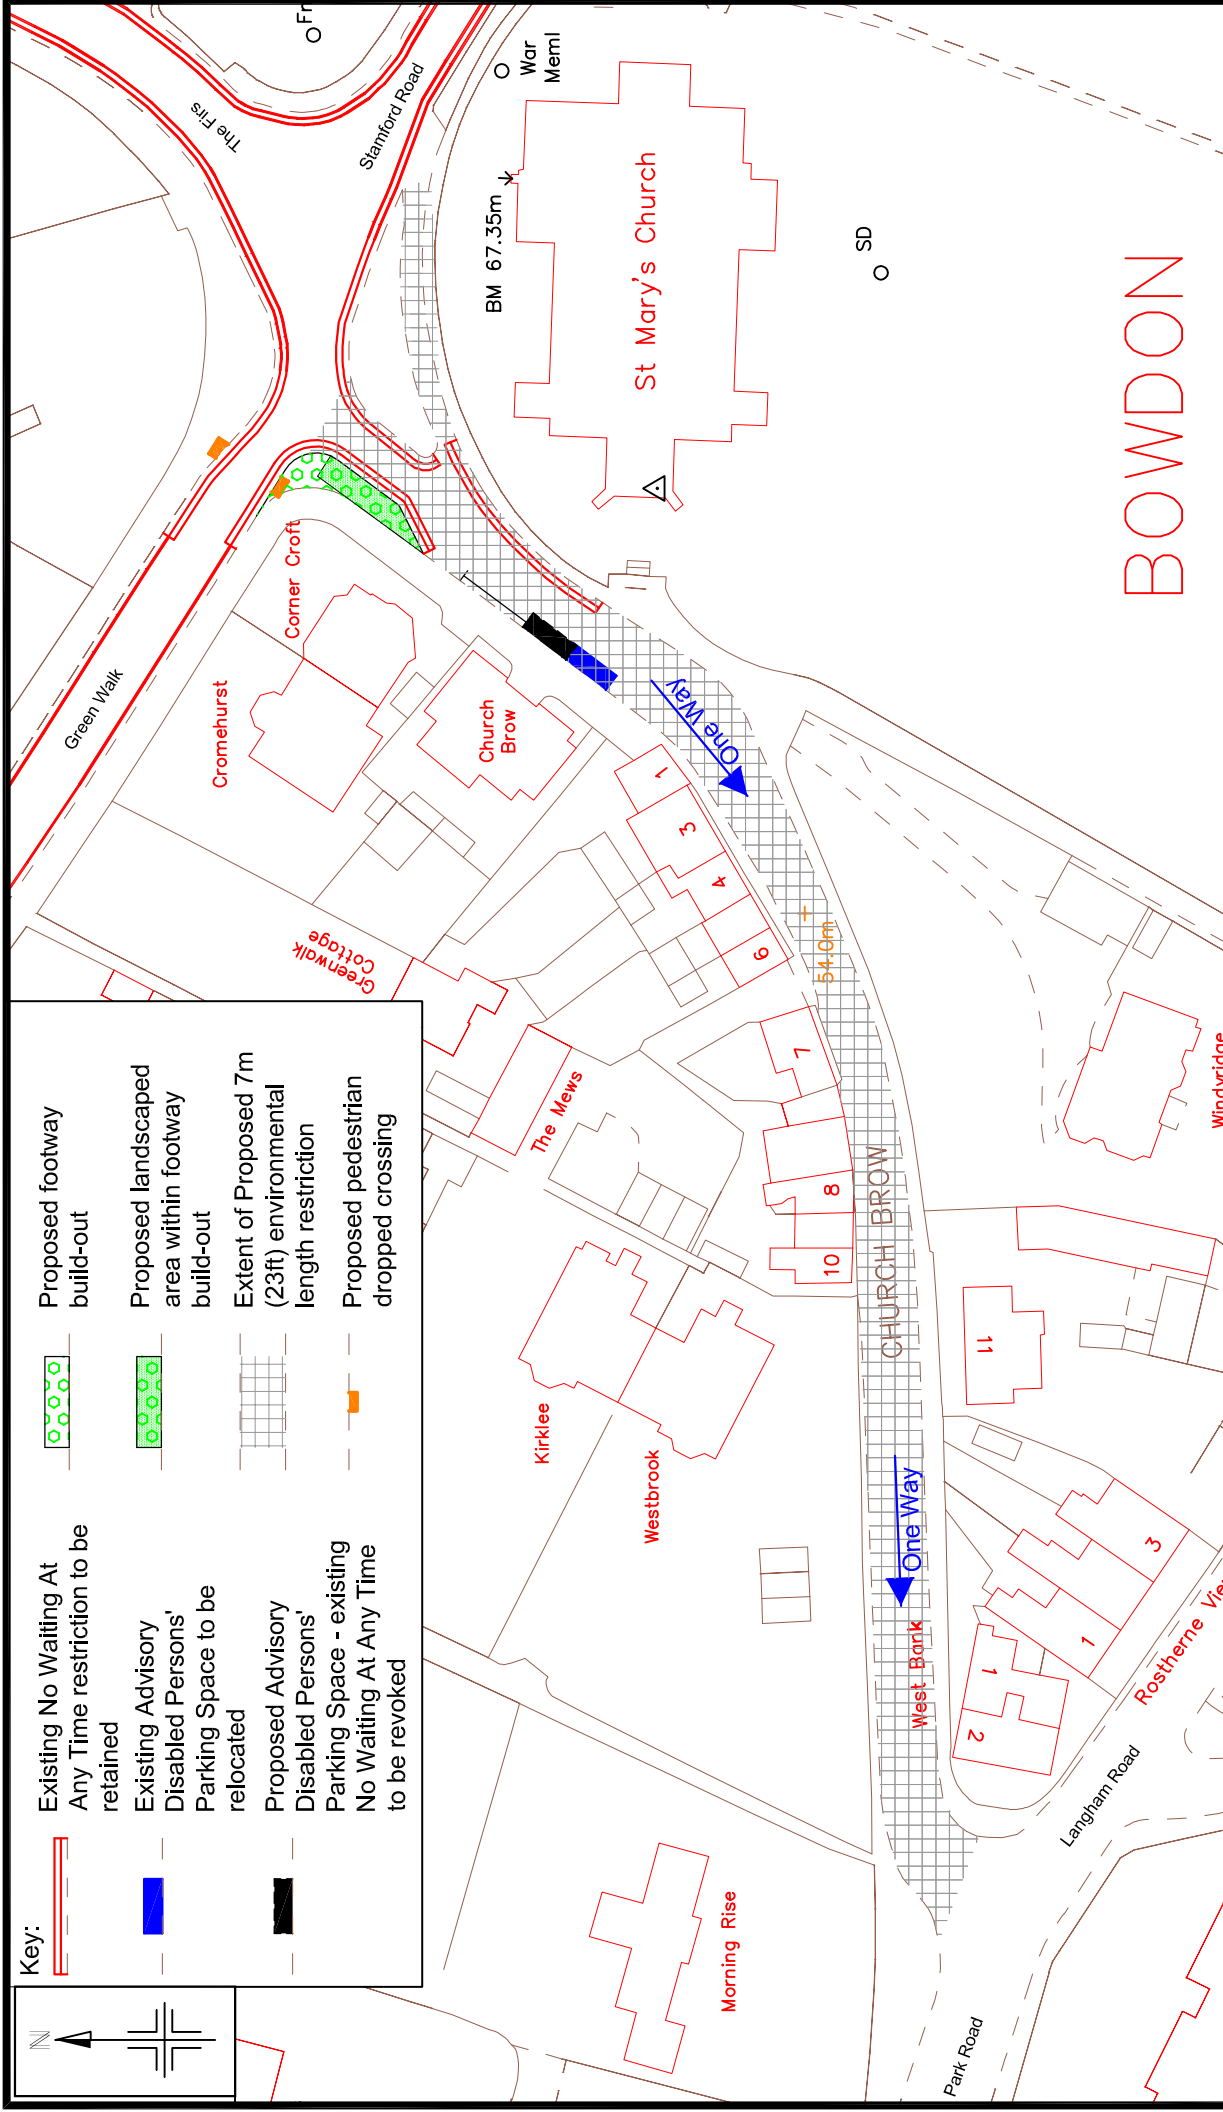 Key:
Existing No Waiting At
Any Time restriction to be
retained
Existing Advisory
Disabled Persons'
Parking Space to be
relocated
Proposed Advisory
Disabled Persons'
Parking Space - existing
No Waiting At Any Time
to be revoked
Proposed footway
build-out
Proposed landscaped
area within footway
build-out
Extent of Proposed 7m
(23ft) environmental
length restriction
Proposed pedestrian
dropped crossing
N
The Firs
Stamford Road
Green Walk
War
Meml
BM 67.35m
St Mary's Church
SD
BOWDON
Corner Croft
Cromehurst
Church
Brow
Greenwalk
Cottage
The Mews
One Way
1
3
4
6
7
8
10
54.0m
CHURCH BROW
Kirklee
Westbrook
11
One Way
West Bank
1
2
1
3
Langham Road
Morning Rise
Park Road